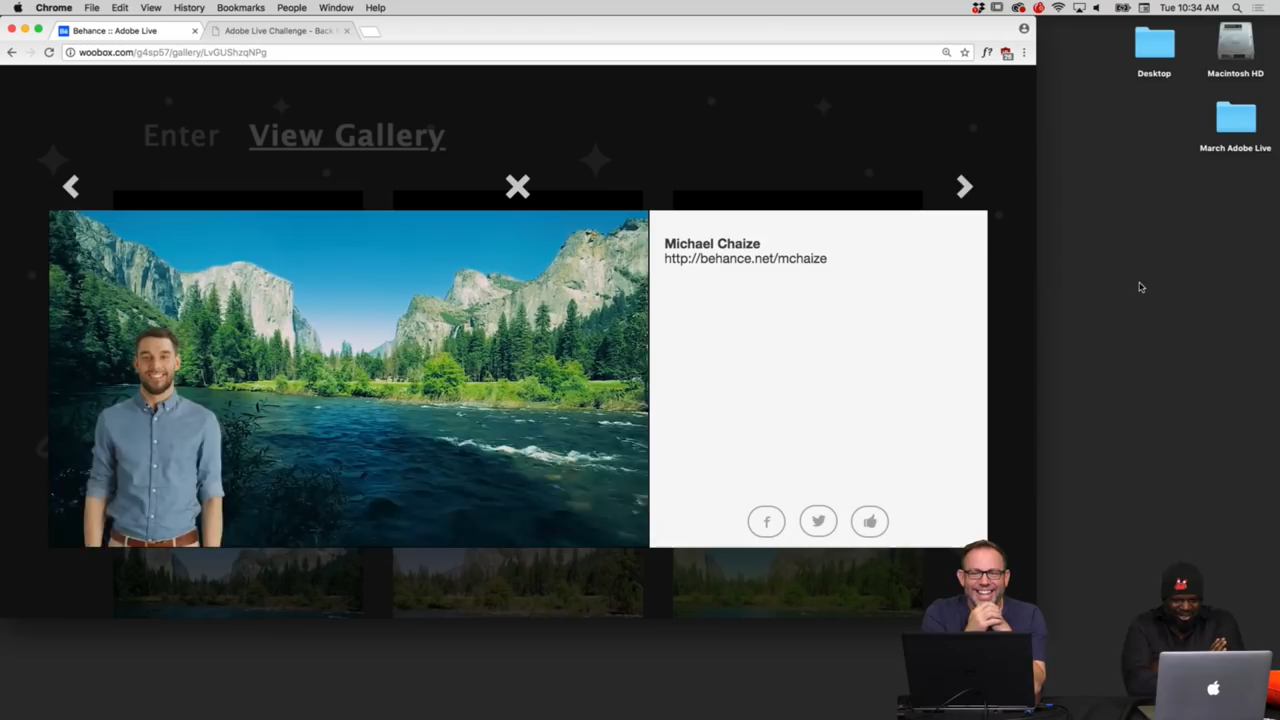 Chrome File Edit View History Bookmarks People Window Help
Tue 10:34 AM
Behance :: Adobe Live
Adobe Live Challenge - Back
woobox.com/g4sp57/gallery/LvGUShzqNPg
f?
Desktop
Macintosh HD
March Adobe Live
Enter View Gallery
Michael Chaize
http://behance.net/mchaize
f